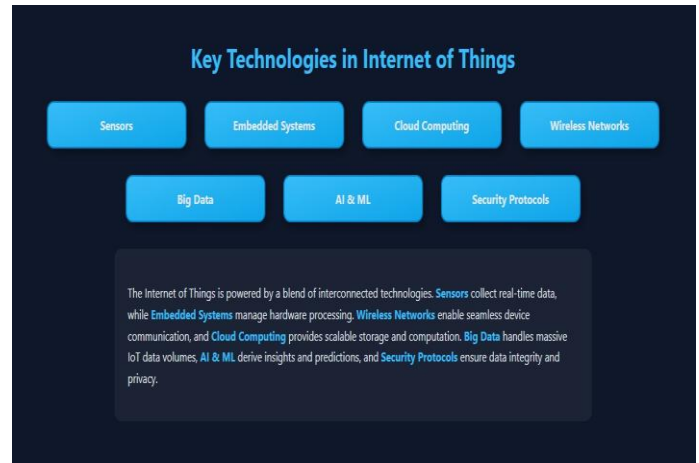 Key Technologies in Internet of Things
Sensors
Embedded Systems
Cloud Computing
Wireless Networks
Big Data
AI & ML
Security Protocols
The Internet of Things is powered by a blend of interconnected technologies. Sensors collect real-time data,
while Embedded Systems manage hardware processing. Wireless Networks enable seamless device
communication, and Cloud Computing provides scalable storage and computation. Big Data handles massive
IoT data volumes, AI & ML derive insights and predictions, and Security Protocols ensure data integrity and
privacy.